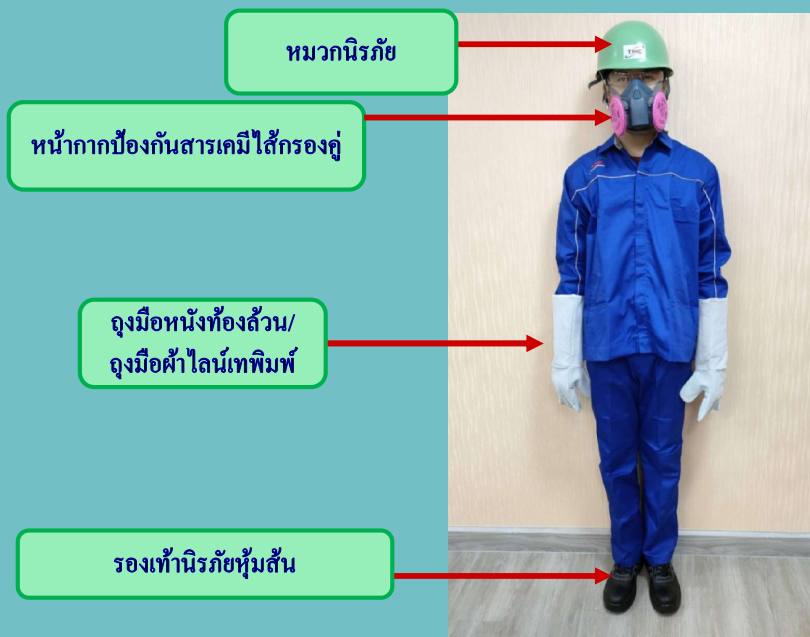 หมวกนิรภัย
TMC
หน้ากากป้องกันสารเคมีไส้กรองคู่
ถุงมือหนังท้องล้วน/
ถุงมือผ้าไลน์เทพิมพ์
รองเท้านิรภัยหุ้มส้น